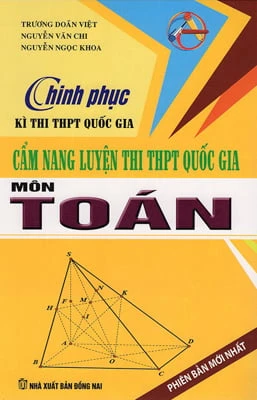 TRƯƠNG DOÃN VIỆT
NGUYỄN VĂN CHI
NGUYỄN NGỌC KHOA
Chinh phục
KÌ THI THPT QUỐC GIA
CẨM NANG LUYỆN THI THPT QUỐC GIA
MÔN
TOÁN
S
N
K
H
F
M
E
I
A
D
B
O
C
PHIÊN BẢN MỚI NHẤT
NHÀ XUẤT BẢN ĐỒNG NAI